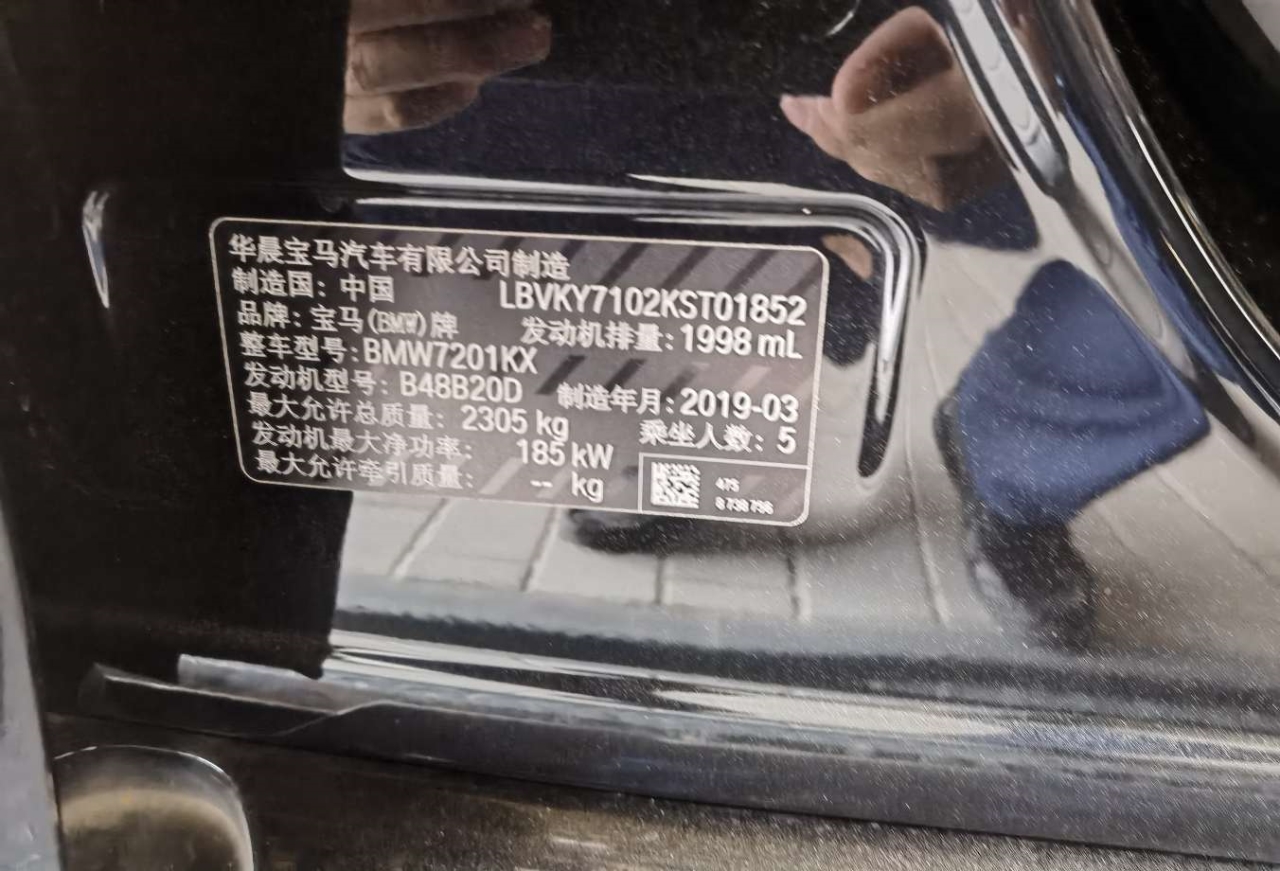 华晨宝马汽车有限公司制造
制造国：中国 LBVKY7102KST01852
品牌：宝马(BMW)牌 发动机排量：1998 mL
整车型号：BMW7201KX
发动机型号：B48B20D 制造年月：2019-03
最大允许总质量：2305 kg 乘坐人数：5
发动机最大净功率：185 kW
最大允许牵引质量：-- kg
475
8 738 756